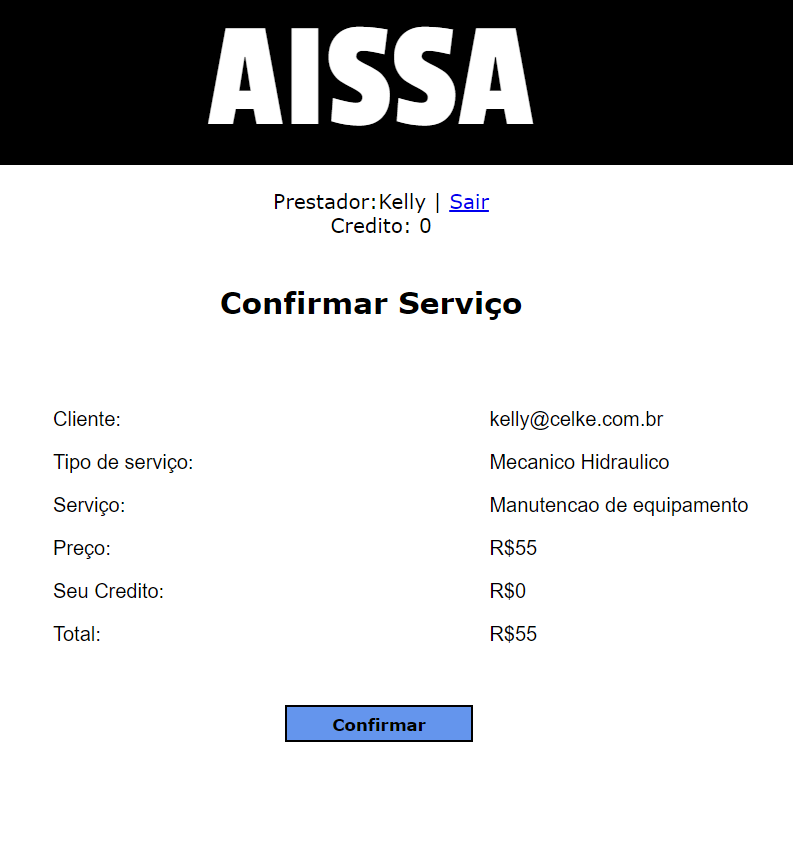 AISSA
Prestador:Kelly | Sair
Credito: 0
Confirmar Serviço
Cliente: kelly@celke.com.br
Tipo de serviço: Mecanico Hidraulico
Serviço: Manutencao de equipamento
Preço: R$55
Seu Credito: R$0
Total: R$55
Confirmar